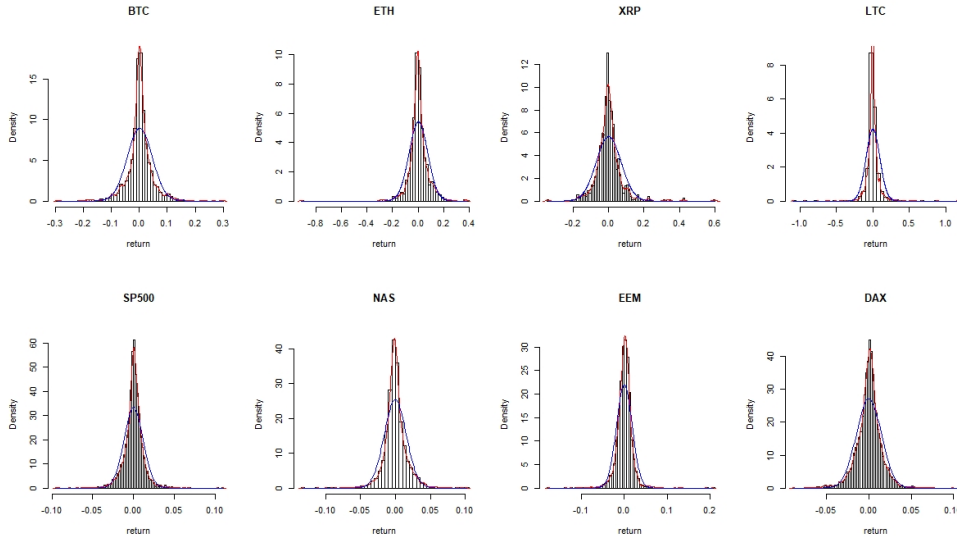 BTC
Density
0 5 10 15
-0.3 -0.2 -0.1 0.0 0.1 0.2 0.3
return
ETH
Density
0 2 4 6 8 10
-0.8 -0.6 -0.4 -0.2 0.0 0.2 0.4
return
XRP
Density
0 2 4 6 8 10 12
-0.2 0.0 0.2 0.4 0.6
return
LTC
Density
0 2 4 6 8
-1.0 -0.5 0.0 0.5 1.0
return
SP500
Density
0 10 20 30 40 50 60
-0.10 -0.05 0.00 0.05 0.10
return
NAS
Density
0 10 20 30 40
-0.10 -0.05 0.00 0.05 0.10
return
EEM
Density
0 5 10 15 20 25 30
-0.1 0.0 0.1 0.2
return
DAX
Density
0 10 20 30 40
-0.05 0.00 0.05 0.10
return